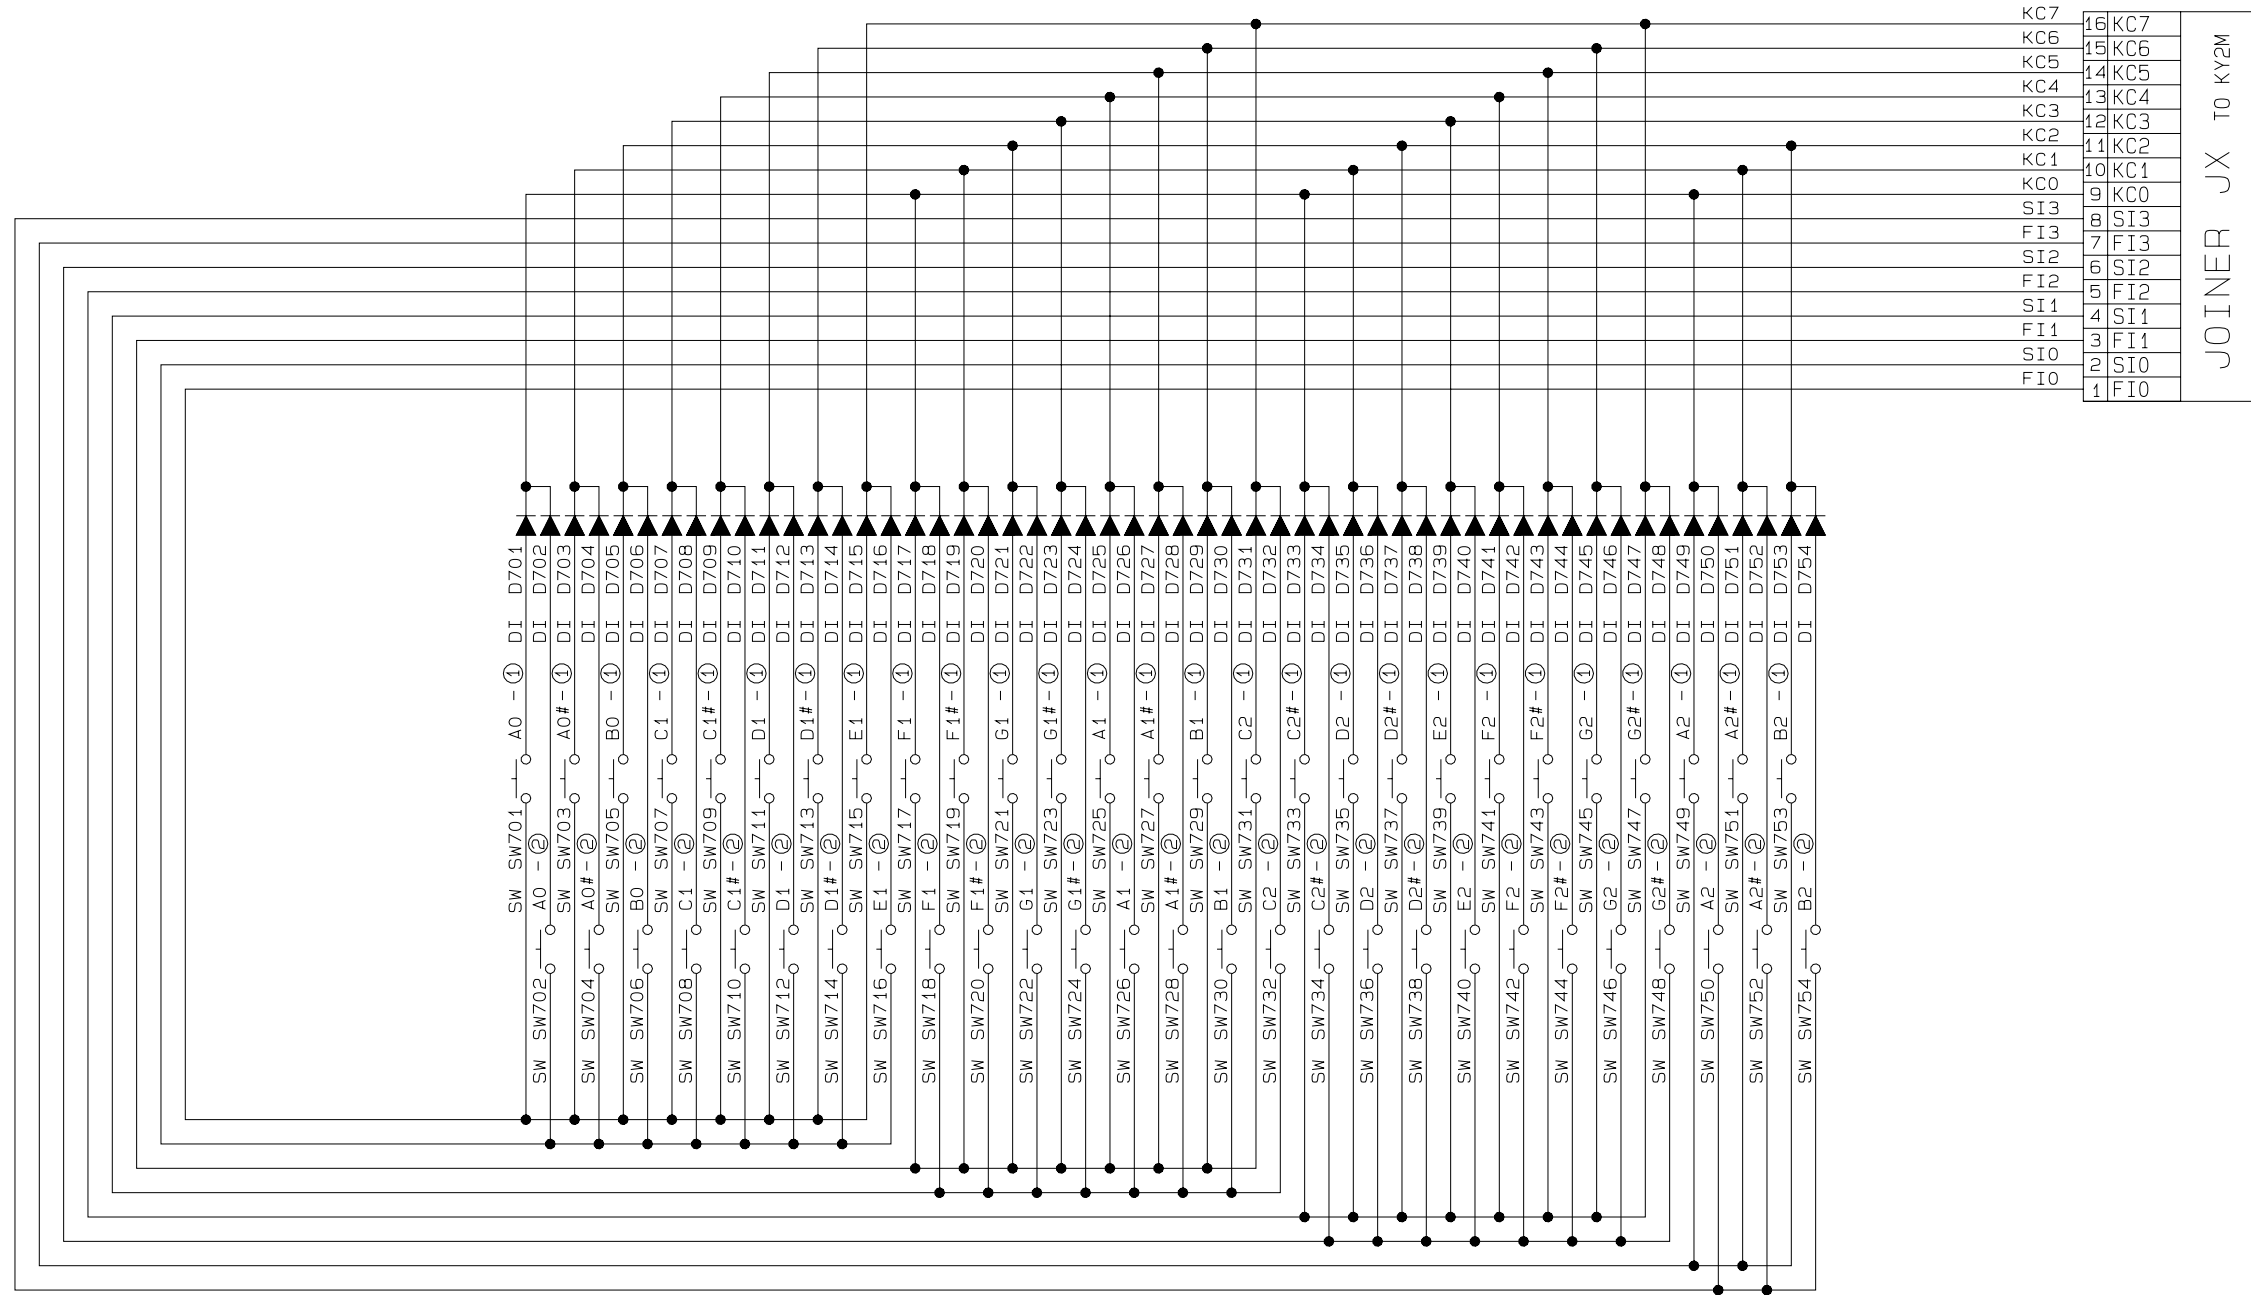 KC7
KC6
KC5
KC4
KC3
KC2
KC1
KC0
SI3
FI3
SI2
FI2
SI1
FI1
SI0
FI0
16 KC7
15 KC6
14 KC5
13 KC4
12 KC3
11 KC2
10 KC1
9 KC0
8 SI3
7 FI3
6 SI2
5 FI2
4 SI1
3 FI1
2 SI0
1 FI0
JOINER JX TO KY2M
SW SW701 A0 - ① DI D701
SW SW702 A0 - ② DI D702
SW SW703 A0# - ① DI D703
SW SW704 A0# - ② DI D704
SW SW705 B0 - ① DI D705
SW SW706 B0 - ② DI D706
SW SW707 C1 - ① DI D707
SW SW708 C1 - ② DI D708
SW SW709 C1# - ① DI D709
SW SW710 C1# - ② DI D710
SW SW711 D1 - ① DI D711
SW SW712 D1 - ② DI D712
SW SW713 D1# - ① DI D713
SW SW714 D1# - ② DI D714
SW SW715 E1 - ① DI D715
SW SW716 E1 - ② DI D716
SW SW717 F1 - ① DI D717
SW SW718 F1 - ② DI D718
SW SW719 F1# - ① DI D719
SW SW720 F1# - ② DI D720
SW SW721 G1 - ① DI D721
SW SW722 G1 - ② DI D722
SW SW723 G1# - ① DI D723
SW SW724 G1# - ② DI D724
SW SW725 A1 - ① DI D725
SW SW726 A1 - ② DI D726
SW SW727 A1# - ① DI D727
SW SW728 A1# - ② DI D728
SW SW729 B1 - ① DI D729
SW SW730 B1 - ② DI D730
SW SW731 C2 - ① DI D731
SW SW732 C2 - ② DI D732
SW SW733 C2# - ① DI D733
SW SW734 C2# - ② DI D734
SW SW735 D2 - ① DI D735
SW SW736 D2 - ② DI D736
SW SW737 D2# - ① DI D737
SW SW738 D2# - ② DI D738
SW SW739 E2 - ① DI D739
SW SW740 E2 - ② DI D740
SW SW741 F2 - ① DI D741
SW SW742 F2 - ② DI D742
SW SW743 F2# - ① DI D743
SW SW744 F2# - ② DI D744
SW SW745 G2 - ① DI D745
SW SW746 G2 - ② DI D746
SW SW747 G2# - ① DI D747
SW SW748 G2# - ② DI D748
SW SW749 A2 - ① DI D749
SW SW750 A2 - ② DI D750
SW SW751 A2# - ① DI D751
SW SW752 A2# - ② DI D752
SW SW753 B2 - ① DI D753
SW SW754 B2 - ② DI D754